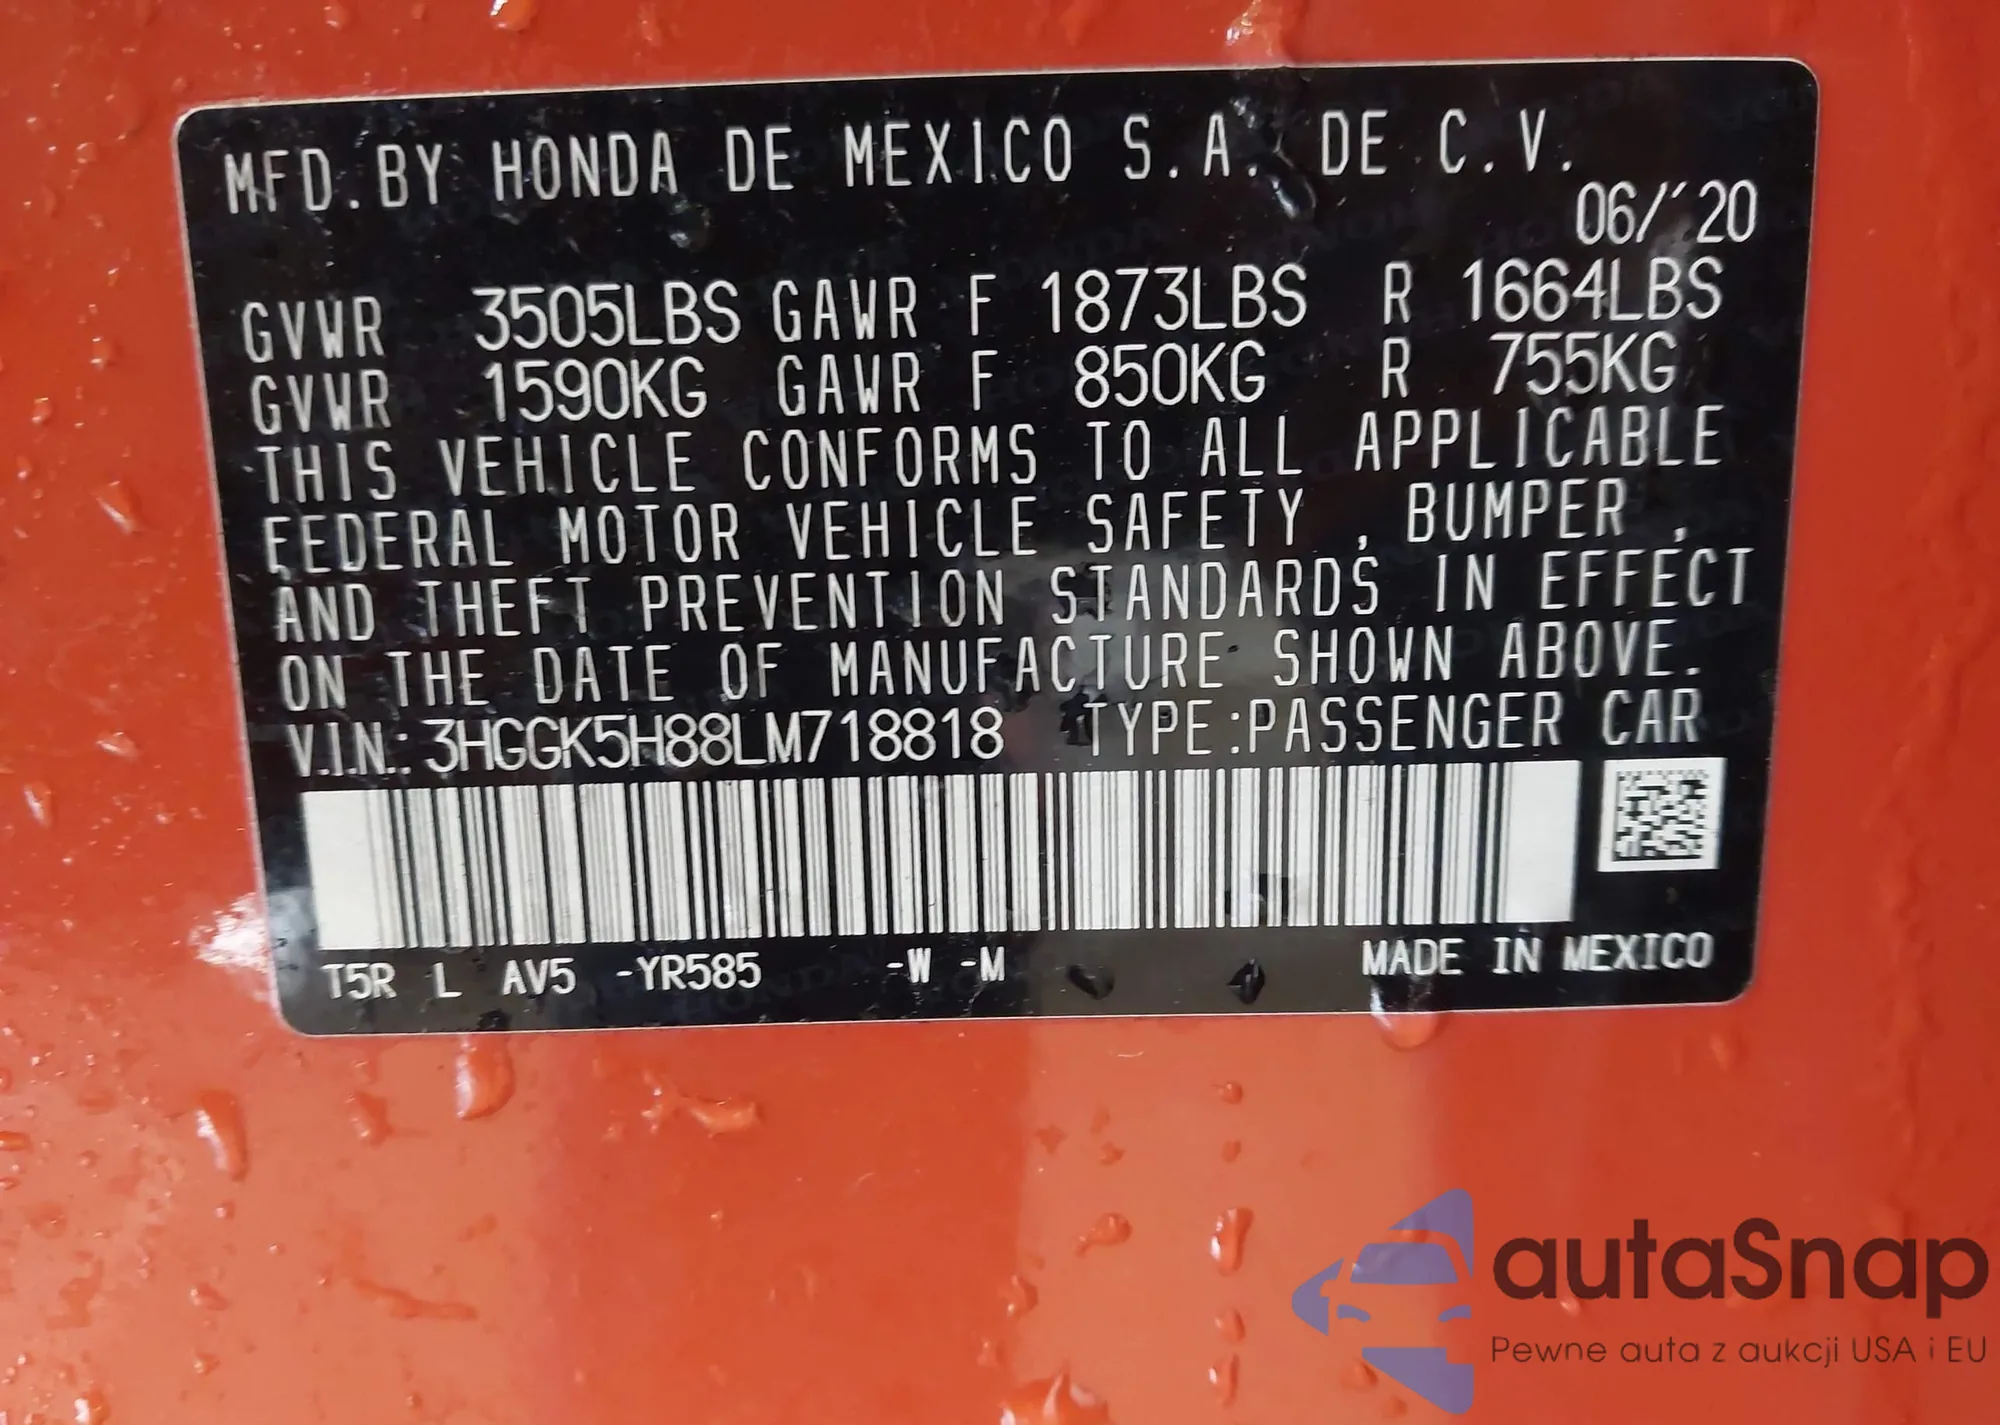 MFD.BY HONDA DE MEXICO S.A. DE C.V.
06/'20
GVWR 3505LBS GAWR F 1873LBS R 1664LBS
GVWR 1590KG GAWR F 850KG R 755KG
THIS VEHICLE CONFORMS TO ALL APPLICABLE
FEDERAL MOTOR VEHICLE SAFETY , BUMPER ,
AND THEFT PREVENTION STANDARDS IN EFFECT
ON THE DATE OF MANUFACTURE SHOWN ABOVE.
V.I.N.: 3HGGK5H88LM718818 TYPE:PASSENGER CAR
T5R L AV5 -YR585 -W -M MADE IN MEXICO
autaSnap
Pewne auta z aukcji USA i EU